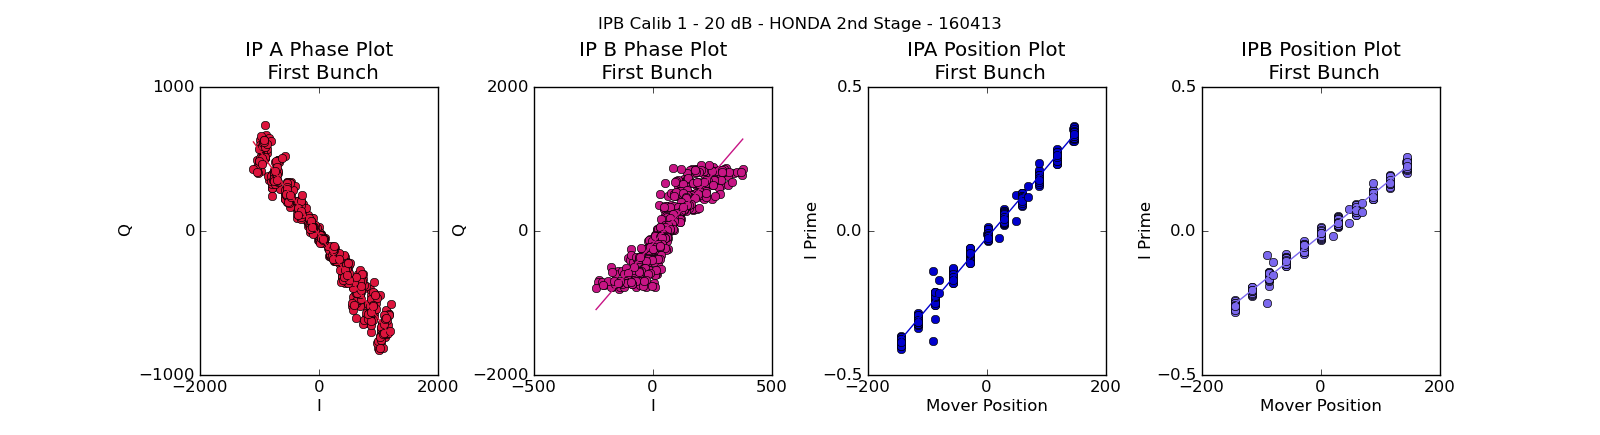 IPB Calib 1 - 20 dB - HONDA 2nd Stage - 160413
IP A Phase Plot
First Bunch
1000
0
−1000
Q
−2000 0 2000
I
IP B Phase Plot
First Bunch
2000
0
−2000
Q
−500 0 500
I
IPA Position Plot
First Bunch
0.5
0.0
−0.5
I Prime
−200 0 200
Mover Position
IPB Position Plot
First Bunch
0.5
0.0
−0.5
I Prime
−200 0 200
Mover Position